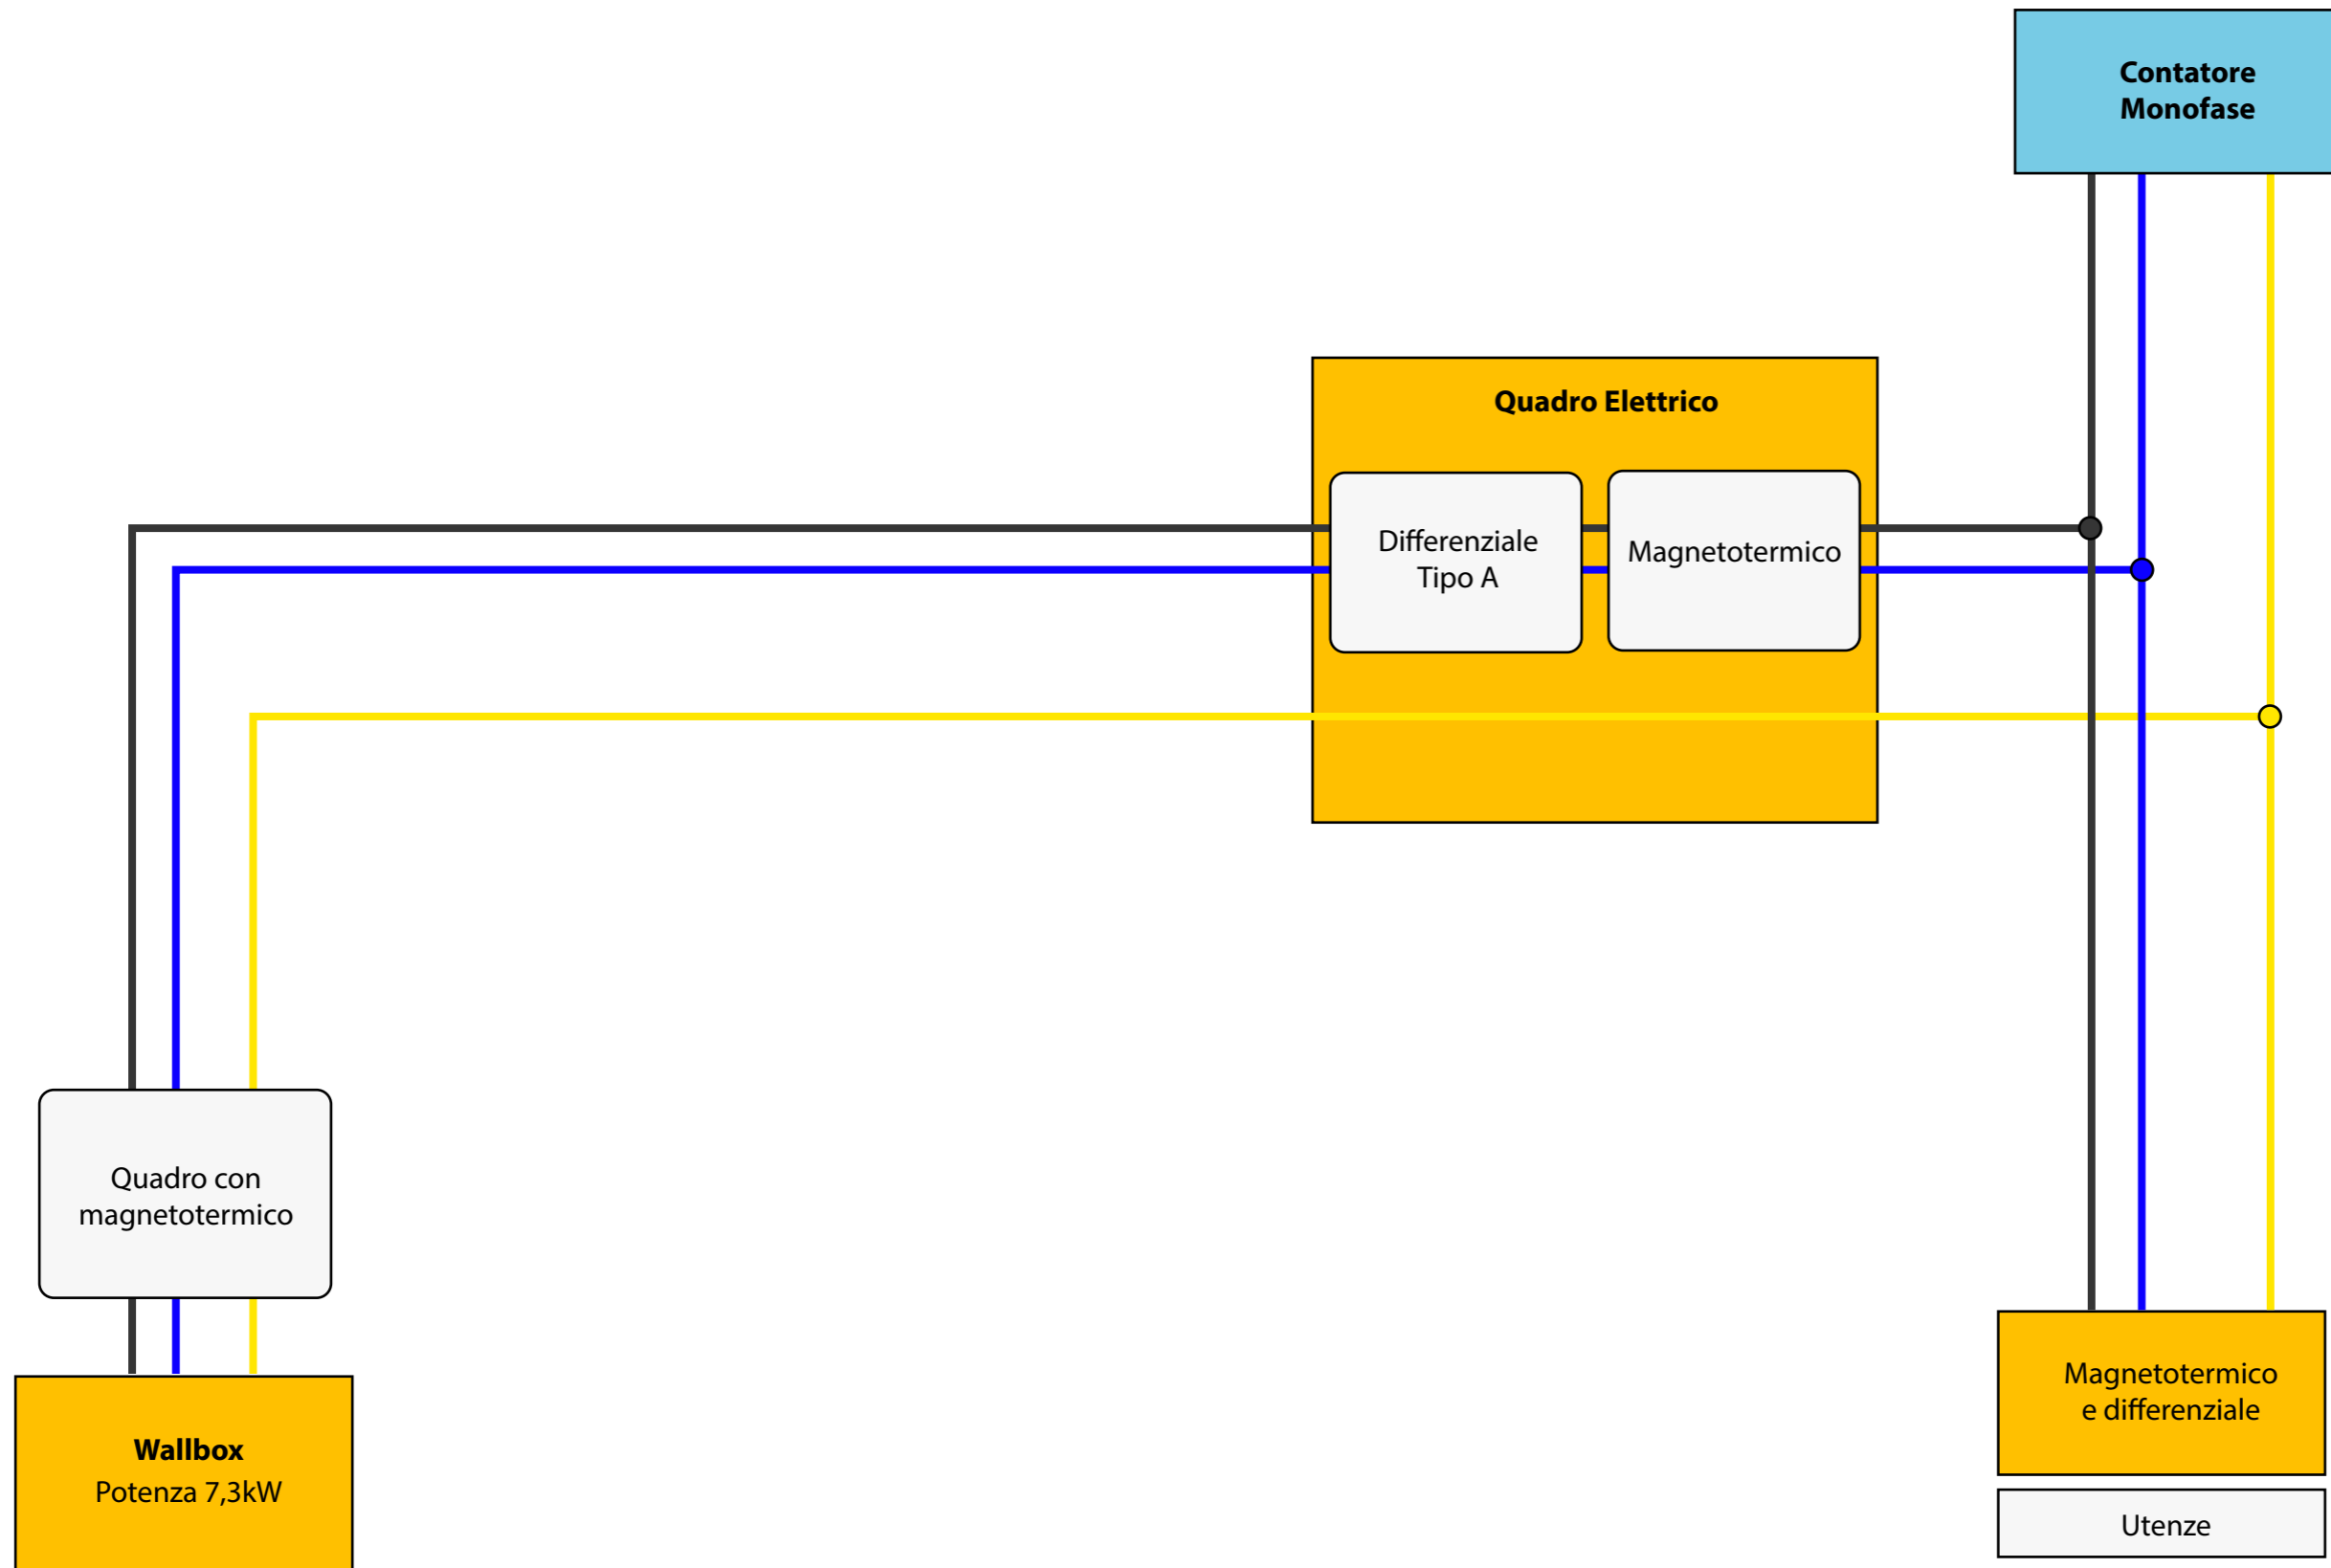 Contatore
Monofase
Quadro Elettrico
Differenziale
Tipo A
Magnetotermico
Quadro con
magnetotermico
Wallbox
Potenza 7,3kW
Magnetotermico
e differenziale
Utenze